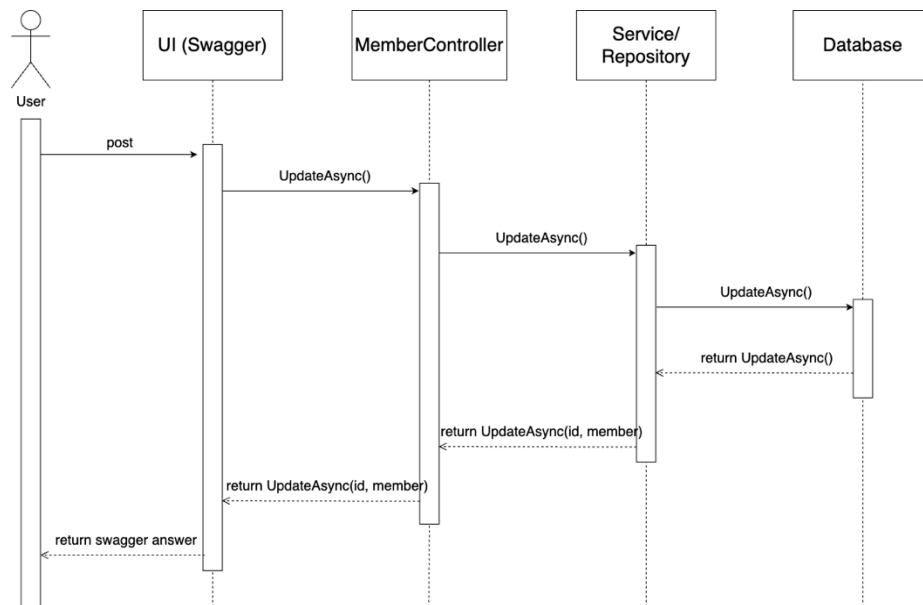 UI (Swagger)
MemberController
Service/
Repository
Database
User
post
UpdateAsync()
UpdateAsync()
UpdateAsync()
return UpdateAsync()
return UpdateAsync(id, member)
return UpdateAsync(id, member)
return swagger answer